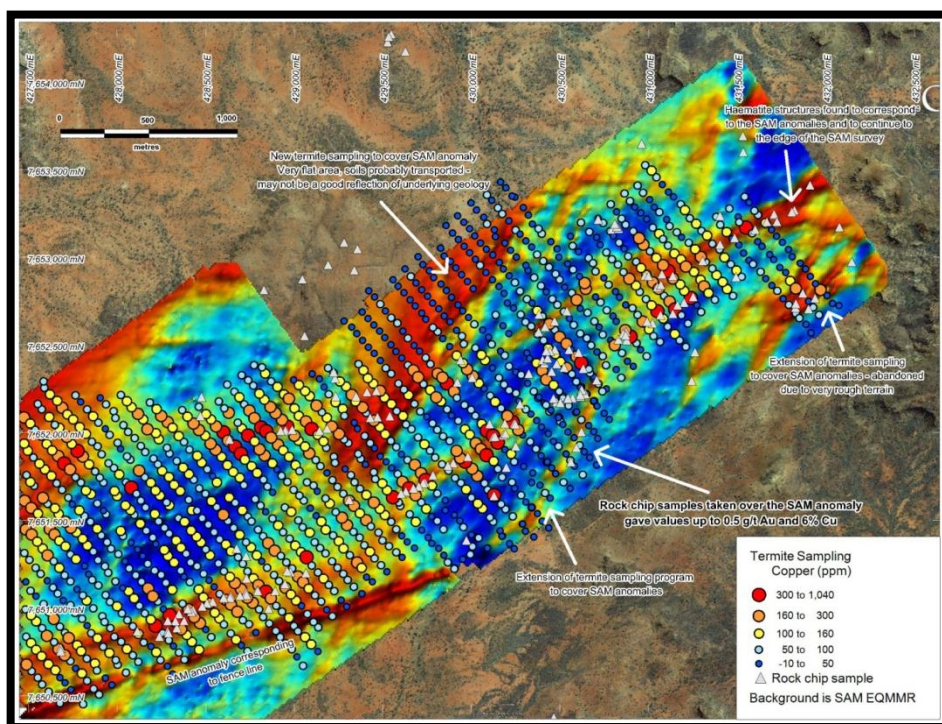 427,500 mE
428,000 mE
428,500 mE
429,000 mE
429,500 mE
430,000 mE
430,500 mE
431,000 mE
431,500 mE
432,000 mE
7,654,000 mN
0
500
1,000
metres
Haematite structures found to correspond
to the SAM anomalies and to continue to
the edge of the SAM survey
New termite sampling to cover SAM anomaly
Very flat area, soils probably transported -
may not be a good reflection of underlying geology
7,653,500 mN
7,653,000 mN
7,652,500 mN
Extension of termite sampling
to cover SAM anomalies - abandoned
due to very rough terrain
7,652,000 mN
7,651,500 mN
Rock chip samples taken over the SAM anomaly
gave values up to 0.5 g/t Au and 6% Cu
Extension of termite sampling program
to cover SAM anomalies
7,651,000 mN
SAM anomaly corresponding
to fence line
7,650,500 mN
Termite Sampling
Copper (ppm)
300 to 1,040
160 to 300
100 to 160
50 to 100
-10 to 50
Rock chip sample
Background is SAM EQMMR